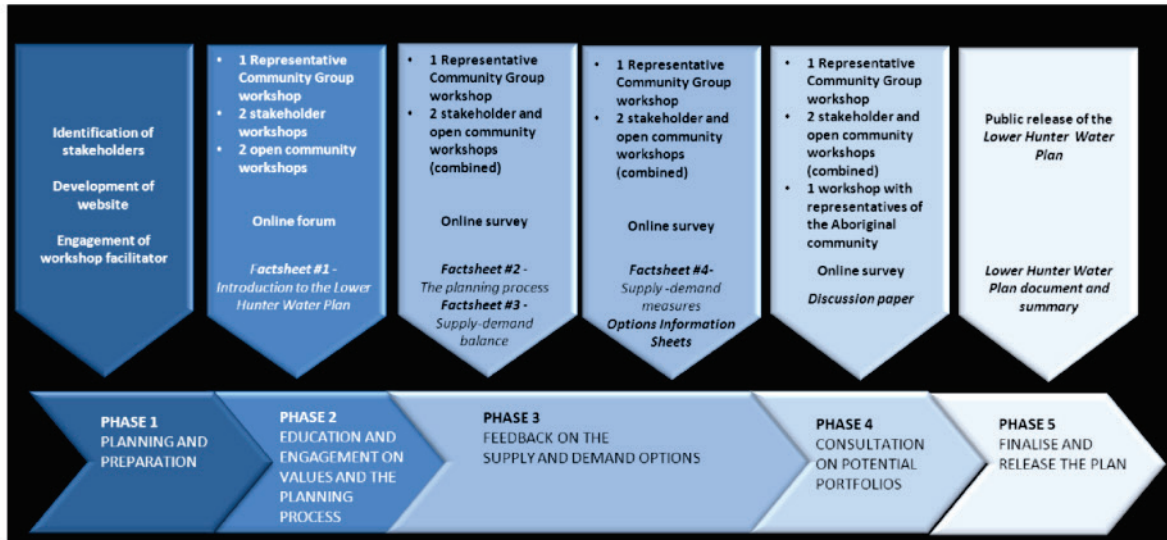 Identification of
stakeholders
Development of
website
Engagement of
workshop facilitator
• 1 Representative
Community Group
workshop
• 2 stakeholder
workshops
• 2 open community
workshops
Online forum
Factsheet #1 -
Introduction to the Lower
Hunter Water Plan
• 1 Representative
Community Group
workshop
• 2 stakeholder and
open community
workshops
(combined)
Online survey
Factsheet #2 -
The planning process
Factsheet #3 -
Supply-demand
balance
• 1 Representative
Community Group
workshop
• 2 stakeholder and
open community
workshops
(combined)
Online survey
Factsheet #4-
Supply -demand
measures
Options Information
Sheets
• 1 Representative
Community Group
workshop
• 2 stakeholder and
open community
workshops
(combined)
• 1 workshop with
representatives of
the Aboriginal
community
Online survey
Discussion paper
Public release of the
Lower Hunter Water
Plan
Lower Hunter Water
Plan document and
summary
PHASE 1
PLANNING AND
PREPARATION
PHASE 2
EDUCATION AND
ENGAGEMENT ON
VALUES AND THE
PLANNING
PROCESS
PHASE 3
FEEDBACK ON THE
SUPPLY AND DEMAND OPTIONS
PHASE 4
CONSULTATION
ON POTENTIAL
PORTFOLIOS
PHASE 5
FINALISE AND
RELEASE THE PLAN